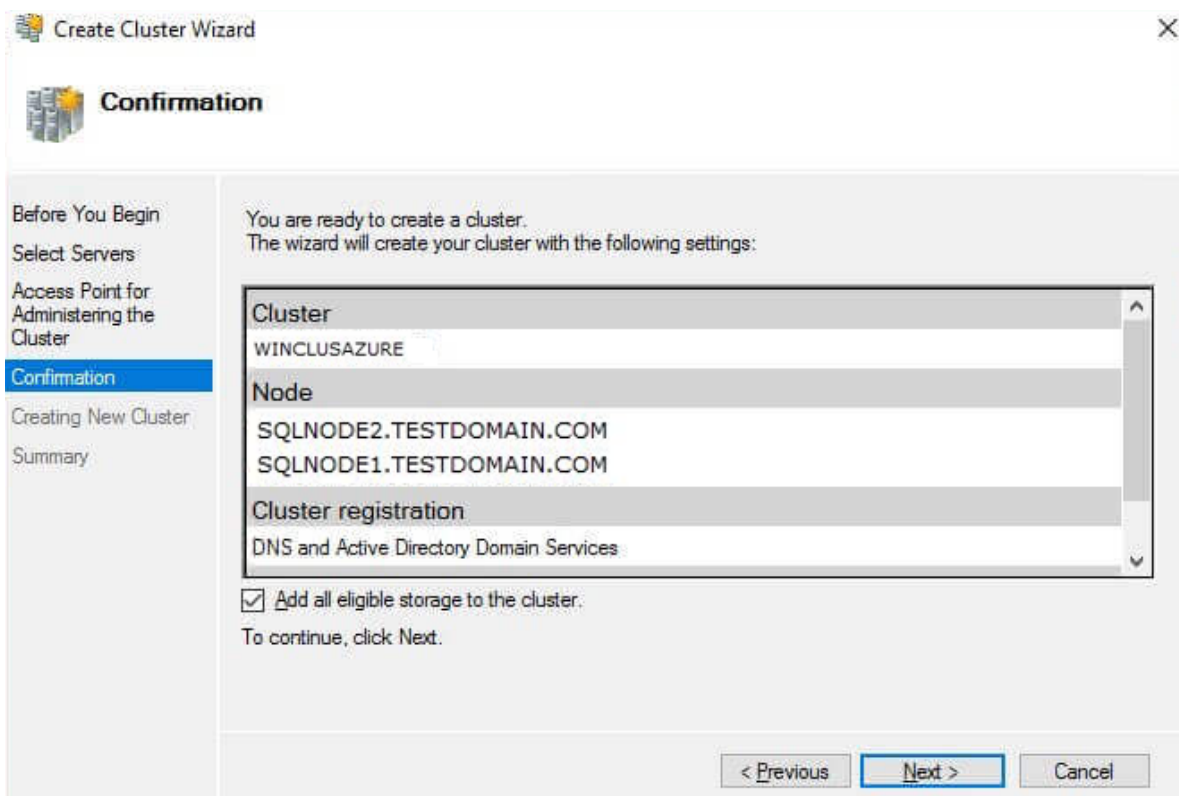 Create Cluster Wizard
Confirmation
Before You Begin
Select Servers
Access Point for
Administering the
Cluster
Confirmation
Creating New Cluster
Summary
You are ready to create a cluster.
The wizard will create your cluster with the following settings:
Cluster
WINCLUSAZURE
Node
SQLNODE2.TESTDOMAIN.COM
SQLNODE1.TESTDOMAIN.COM
Cluster registration
DNS and Active Directory Domain Services
Add all eligible storage to the cluster.
To continue, click Next.
< Previous
Next >
Cancel